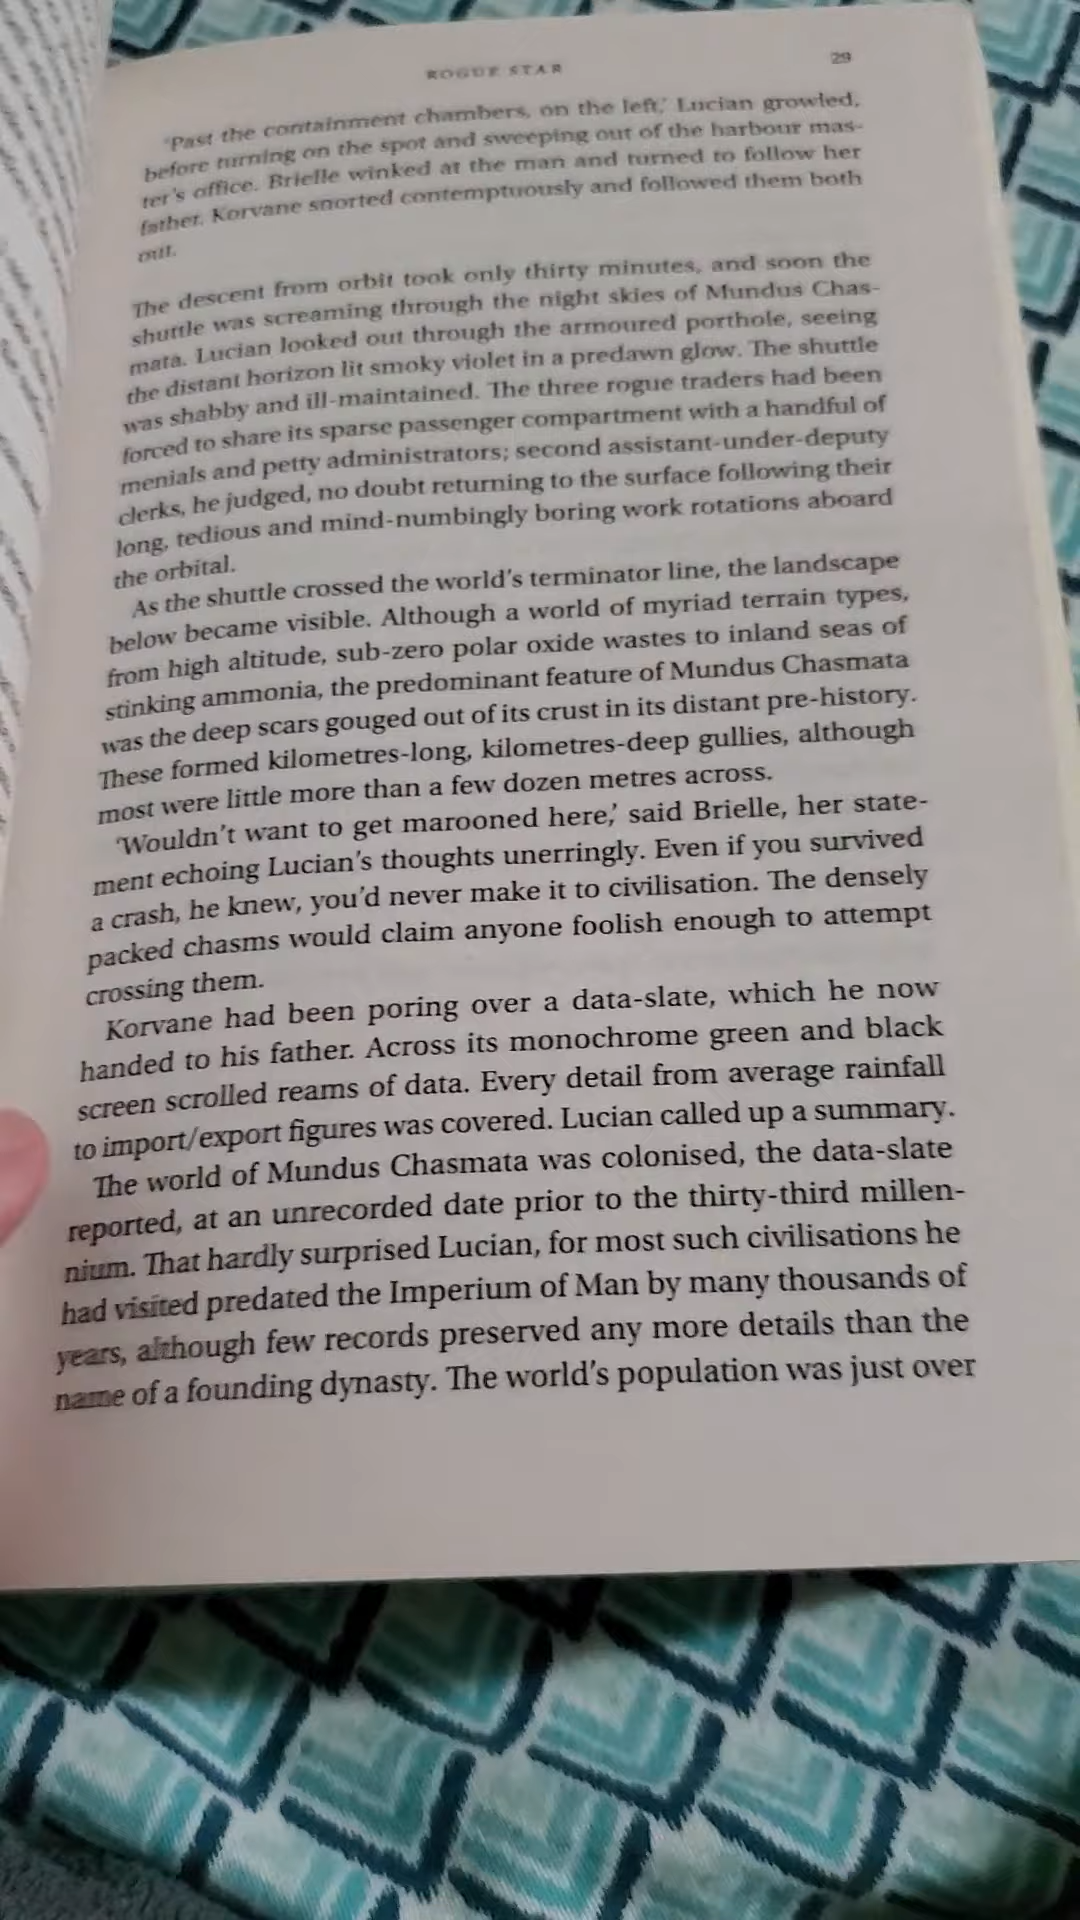 ROGUE STAR
29
'Past the containment chambers, on the left,' Lucian growled,
before turning on the spot and sweeping out of the harbour mas-
ter's office. Brielle winked at the man and turned to follow her
father. Korvane snorted contemptuously and followed them both
out.
The descent from orbit took only thirty minutes, and soon the
shuttle was screaming through the night skies of Mundus Chas-
mata. Lucian looked out through the armoured porthole, seeing
the distant horizon lit smoky violet in a predawn glow. The shuttle
was shabby and ill-maintained. The three rogue traders had been
forced to share its sparse passenger compartment with a handful of
menials and petty administrators; second assistant-under-deputy
clerks, he judged, no doubt returning to the surface following their
long, tedious and mind-numbingly boring work rotations aboard
the orbital.
As the shuttle crossed the world's terminator line, the landscape
below became visible. Although a world of myriad terrain types,
from high altitude, sub-zero polar oxide wastes to inland seas of
stinking ammonia, the predominant feature of Mundus Chasmata
was the deep scars gouged out of its crust in its distant pre-history.
These formed kilometres-long, kilometres-deep gullies, although
most were little more than a few dozen metres across.
'Wouldn't want to get marooned here,' said Brielle, her state-
ment echoing Lucian's thoughts unerringly. Even if you survived
a crash, he knew, you'd never make it to civilisation. The densely
packed chasms would claim anyone foolish enough to attempt
crossing them.
Korvane had been poring over a data-slate, which he now
handed to his father. Across its monochrome green and black
screen scrolled reams of data. Every detail from average rainfall
to import/export figures was covered. Lucian called up a summary.
The world of Mundus Chasmata was colonised, the data-slate
reported, at an unrecorded date prior to the thirty-third millen-
nium. That hardly surprised Lucian, for most such civilisations he
had visited predated the Imperium of Man by many thousands of
years, although few records preserved any more details than the
name of a founding dynasty. The world's population was just over